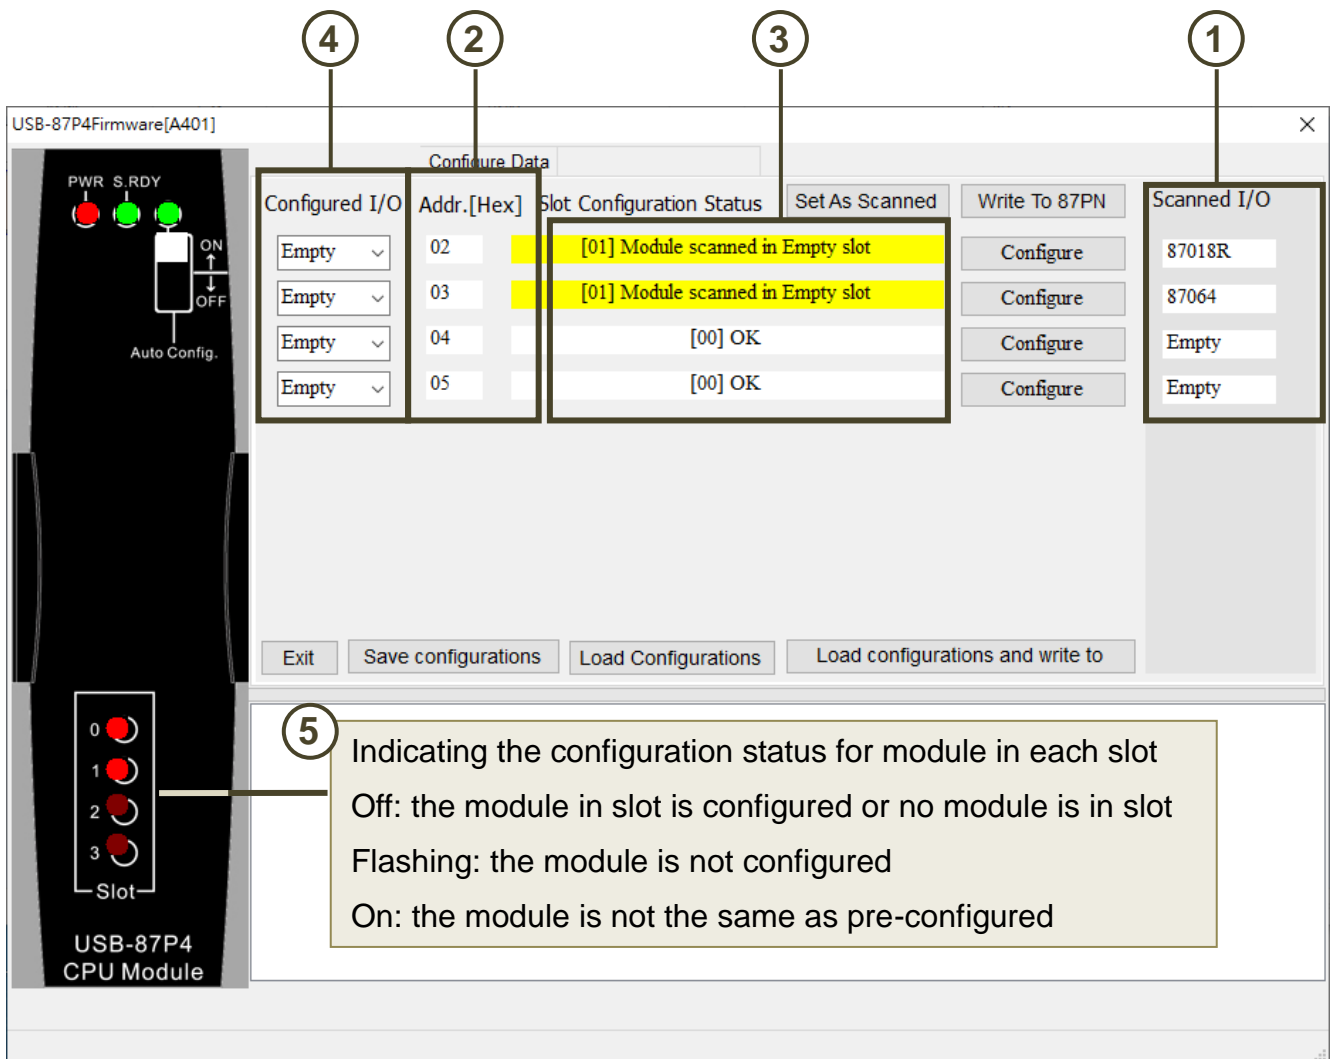 4 2 3 1
USB-87P4Firmware[A401]
PWR S.RDY
ON
OFF
Auto Config.
Configure Data
Configured I/O Addr.[Hex] Slot Configuration Status Set As Scanned Write To 87PN Scanned I/O
Empty 02 [01] Module scanned in Empty slot Configure 87018R
Empty 03 [01] Module scanned in Empty slot Configure 87064
Empty 04 [00] OK Configure Empty
Empty 05 [00] OK Configure Empty
Exit Save configurations Load Configurations Load configurations and write to
0
1
2
3
Slot
USB-87P4
CPU Module
5
Indicating the configuration status for module in each slot
Off: the module in slot is configured or no module is in slot
Flashing: the module is not configured
On: the module is not the same as pre-configured